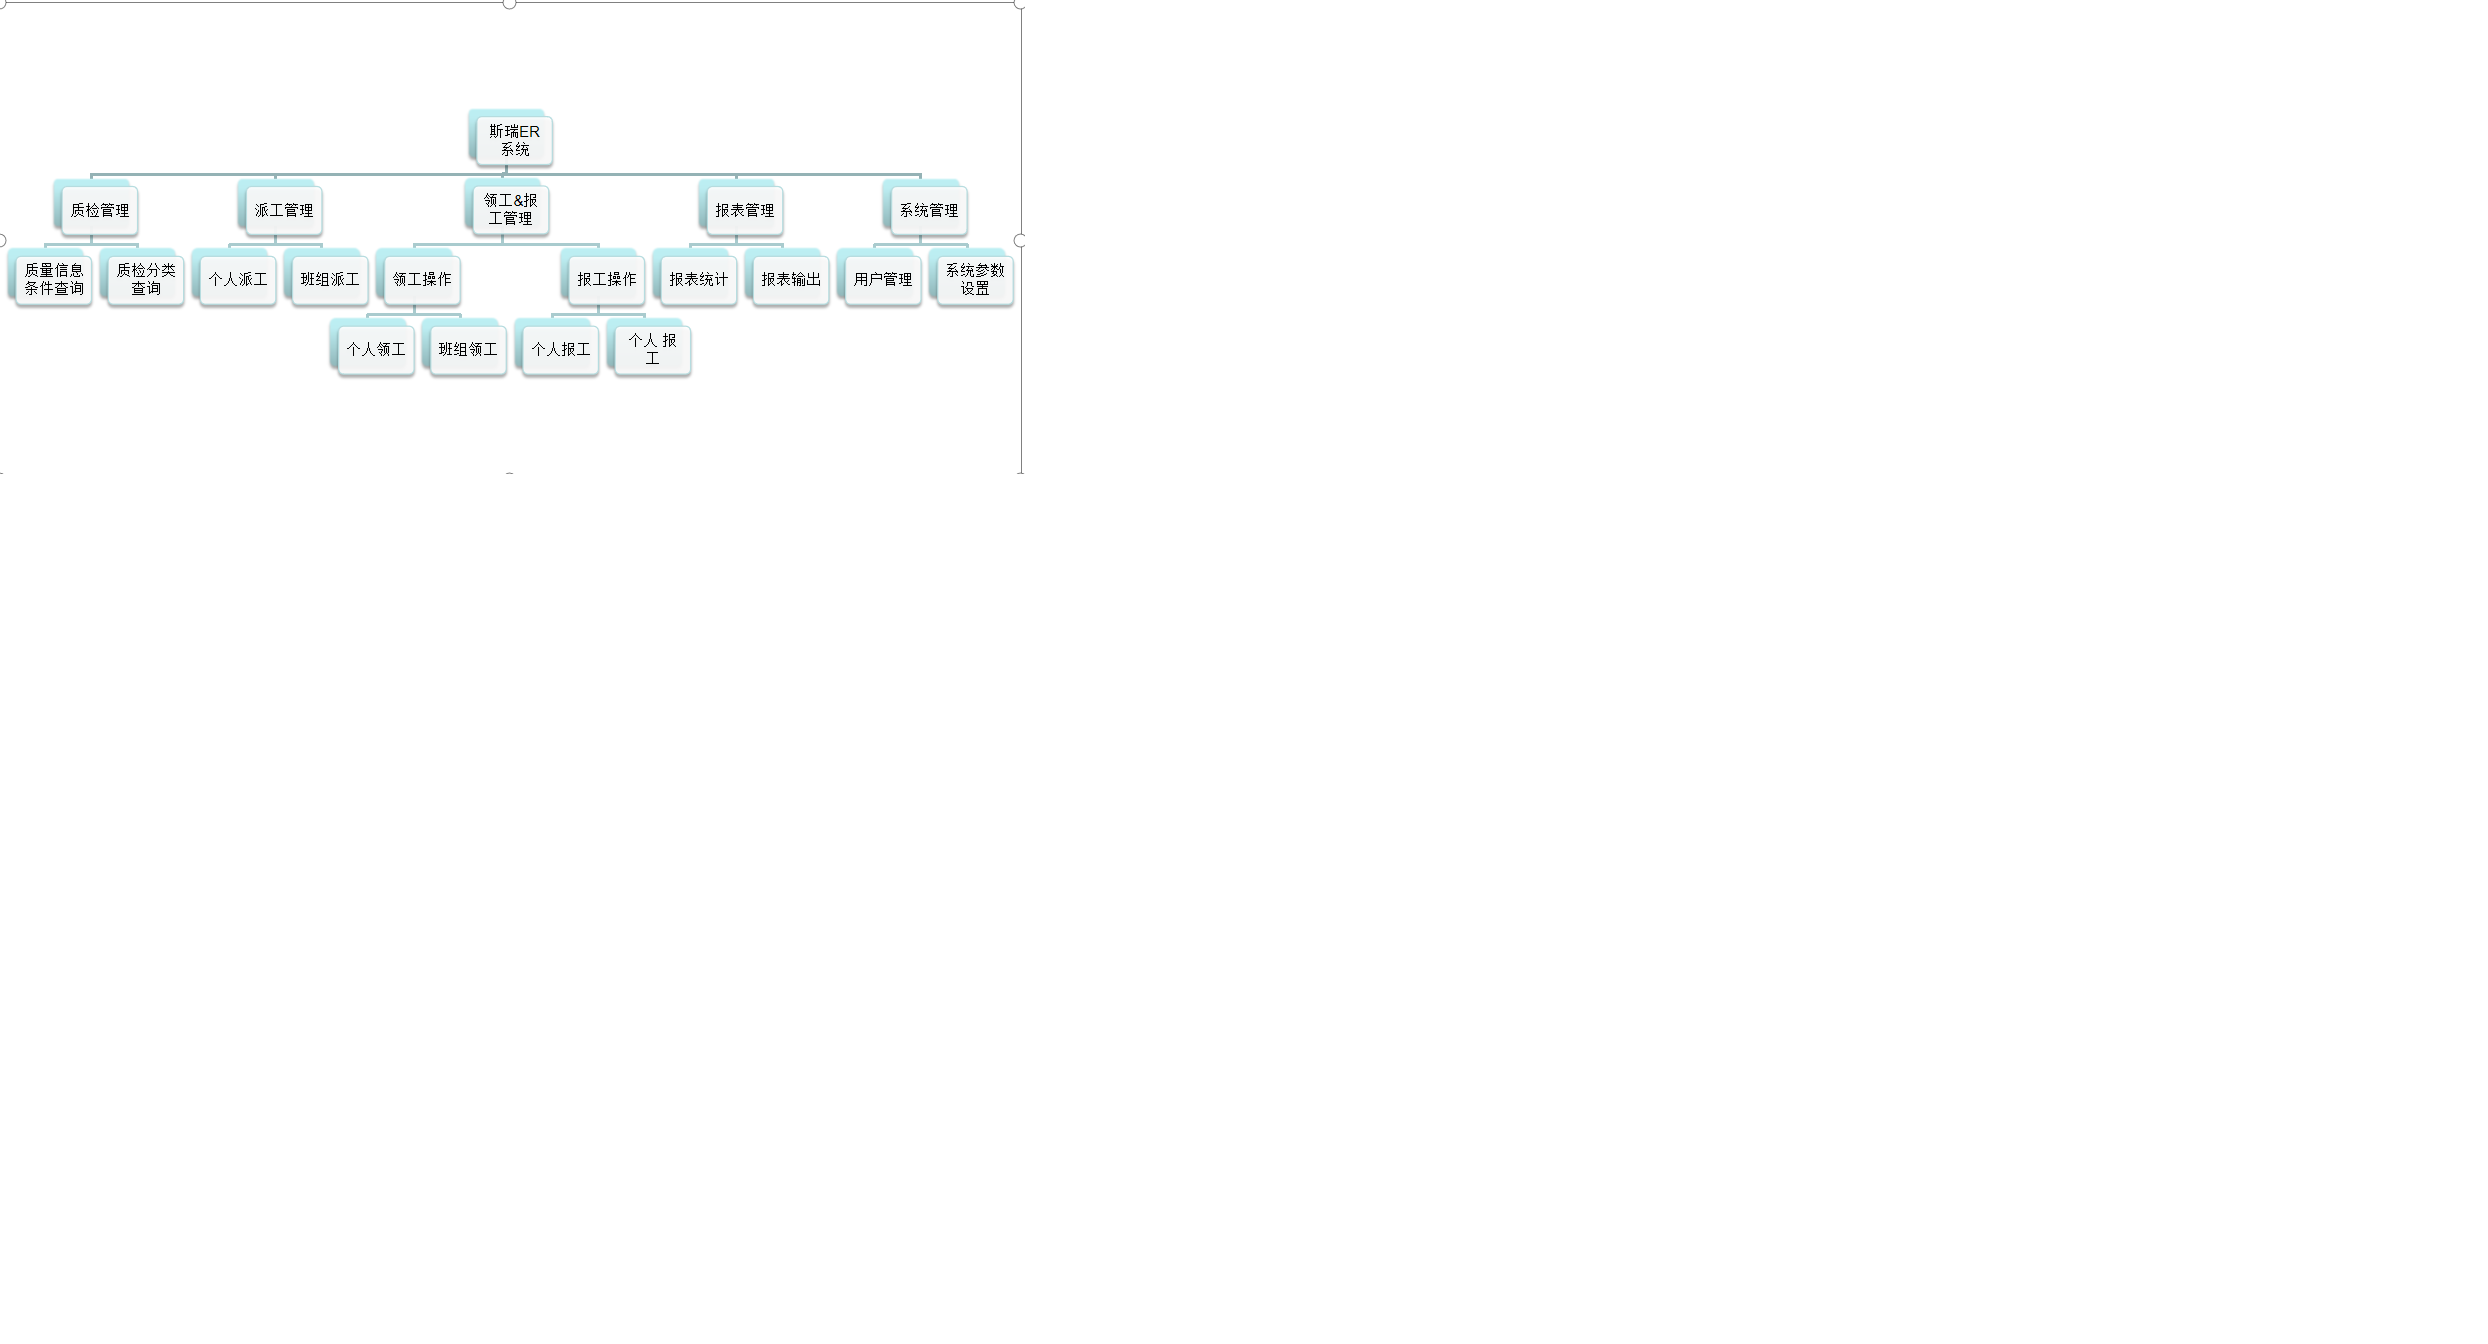 斯瑞ER
系统
质检管理
派工管理
领工&报
工管理
报表管理
系统管理
质量信息
条件查询
质检分类
查询
个人派工
班组派工
领工操作
报工操作
报表统计
报表输出
用户管理
系统参数
设置
个人领工
班组领工
个人报工
个人 报
工